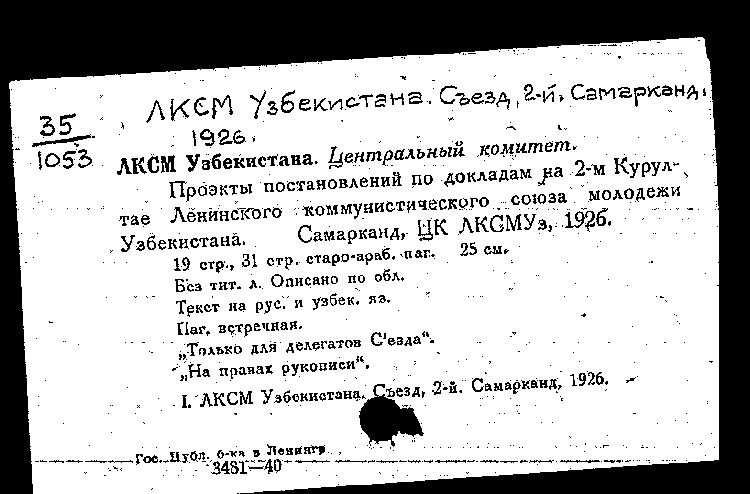 ЛКСМ Узбекистана. Съезд, 2-й. Самарканд.
1926.
35
1053
ЛКСМ Узбекистана. Центральный комитет.
Проэкты постановлений по докладам на 2-м Курул-
тае Ленинского коммунистического союза молодежи
Узбекистана. Самарканд, ЦК ЛКСМУз, 1926.
19 стр., 31 стр. старо-араб. паг. 25 см.
Без тит. л. Описано по обл.
Текст на рус. и узбек. яз.
Паг. встречная.
„Только для делегатов С'езда“.
„На правах рукописи“.
I. ЛКСМ Узбекистана. Съезд, 2-й. Самарканд, 1926.
Гос. Публ. б-ка в Ленингр
3481—40